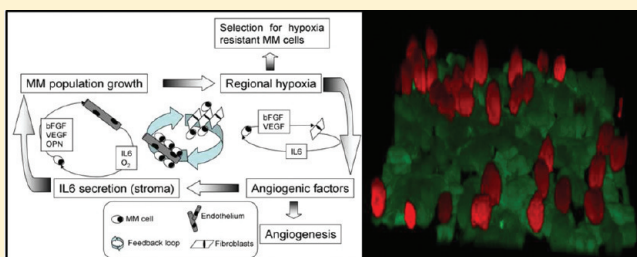 Selection for hypoxia
resistant MM cells
MM population growth
Regional hypoxia
bFGF
VEGF
OPN
IL6
O2
bFGF
VEGF
IL6
IL6 secretion (stroma)
Angiogenic factors
MM cell
Endothelium
Feedback loop
Fibroblasts
Angiogenesis